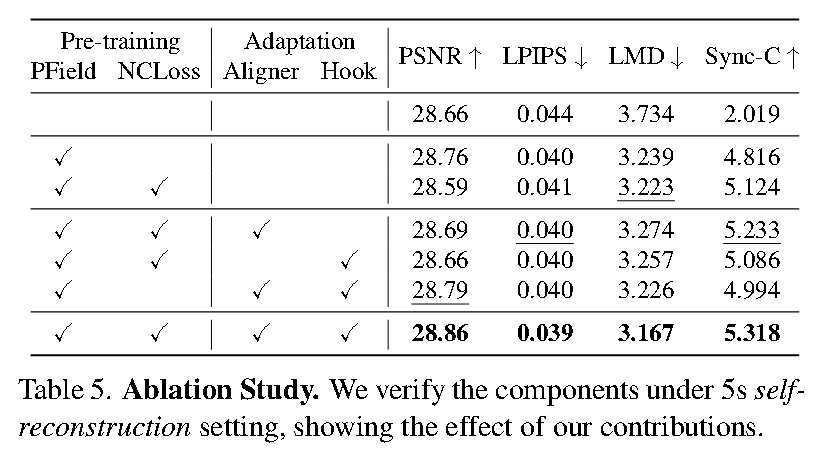 Pre-training Adaptation
PSNR ↑ LPIPS ↓ LMD ↓ Sync-C ↑
PField NCLoss Aligner Hook
28.66 0.044 3.734 2.019
✓ 28.76 0.040 3.239 4.816
✓ ✓ 28.59 0.041 3.223 5.124
✓ ✓ ✓ 28.69 0.040 3.274 5.233
✓ ✓ ✓ 28.66 0.040 3.257 5.086
✓ ✓ ✓ 28.79 0.040 3.226 4.994
✓ ✓ ✓ ✓ 28.86 0.039 3.167 5.318
Table 5. Ablation Study. We verify the components under 5s self-
reconstruction setting, showing the effect of our contributions.